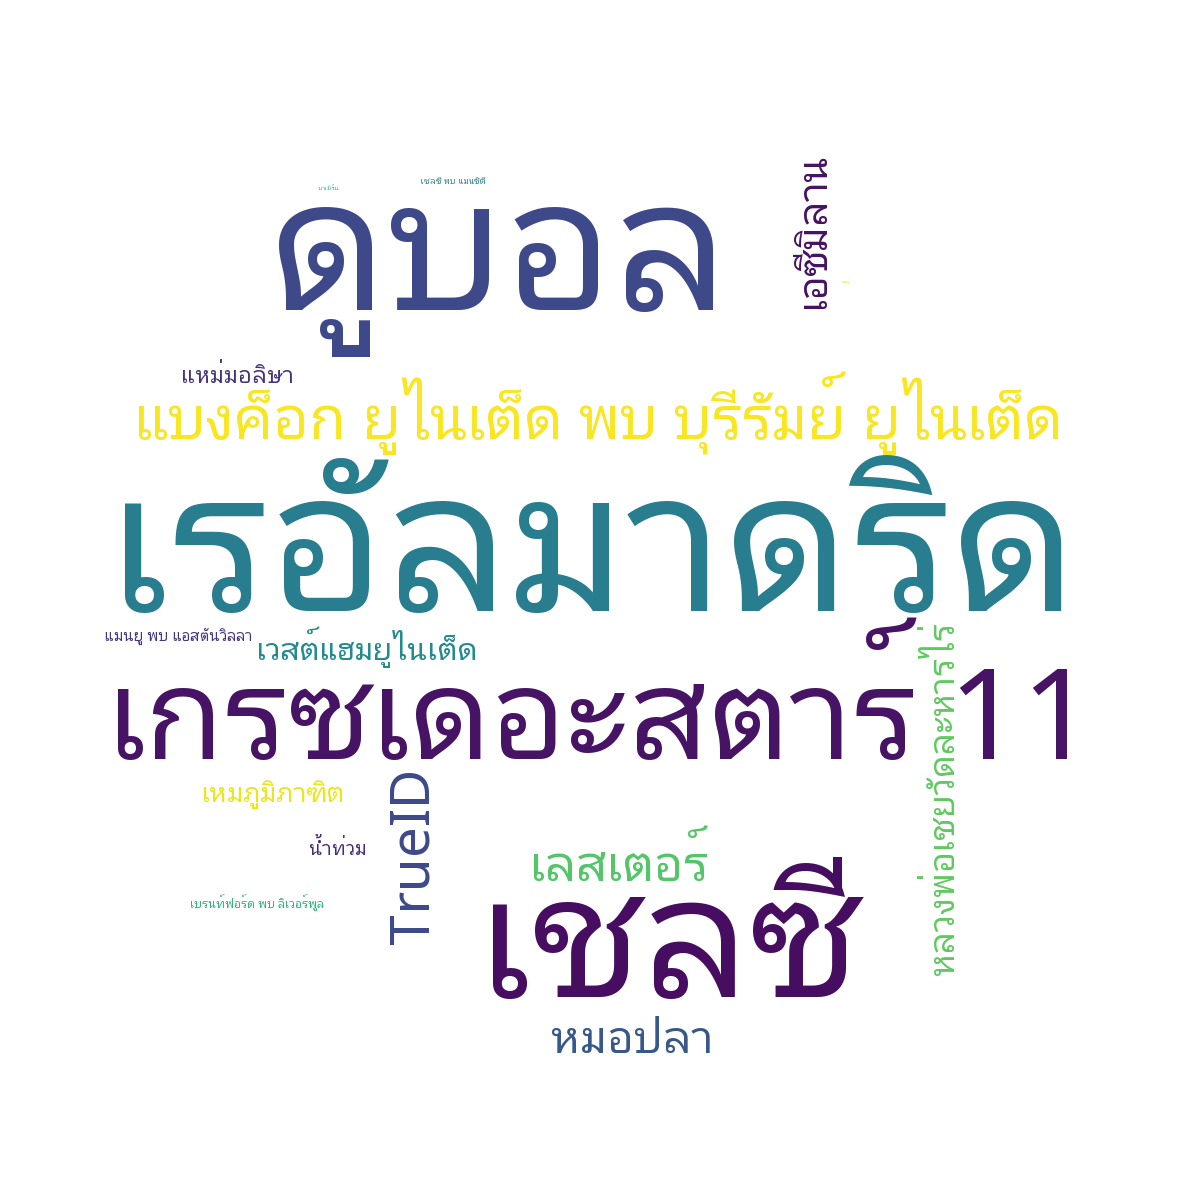 เชลซี พบ แมนซิตี
ดูบอล
เอซีมิลาน
แหม่มอลิษา
แบงค็อก ยูไนเต็ด พบ บุรีรัมย์ ยูไนเต็ด
เรอัลมาดริด
แมนยู พบ แอสตันวิลลา
เวสต์แฮมยูไนเต็ด
เกรซเดอะสตาร์ 11
หลวงพ่อเชยวัดละหารไร่
เหมภูมิภาฑิต
TrueID
น้ำท่วม
เลสเตอร์
เบรนท์ฟอร์ด พบ ลิเวอร์พูล
เชลซี
หมอปลา